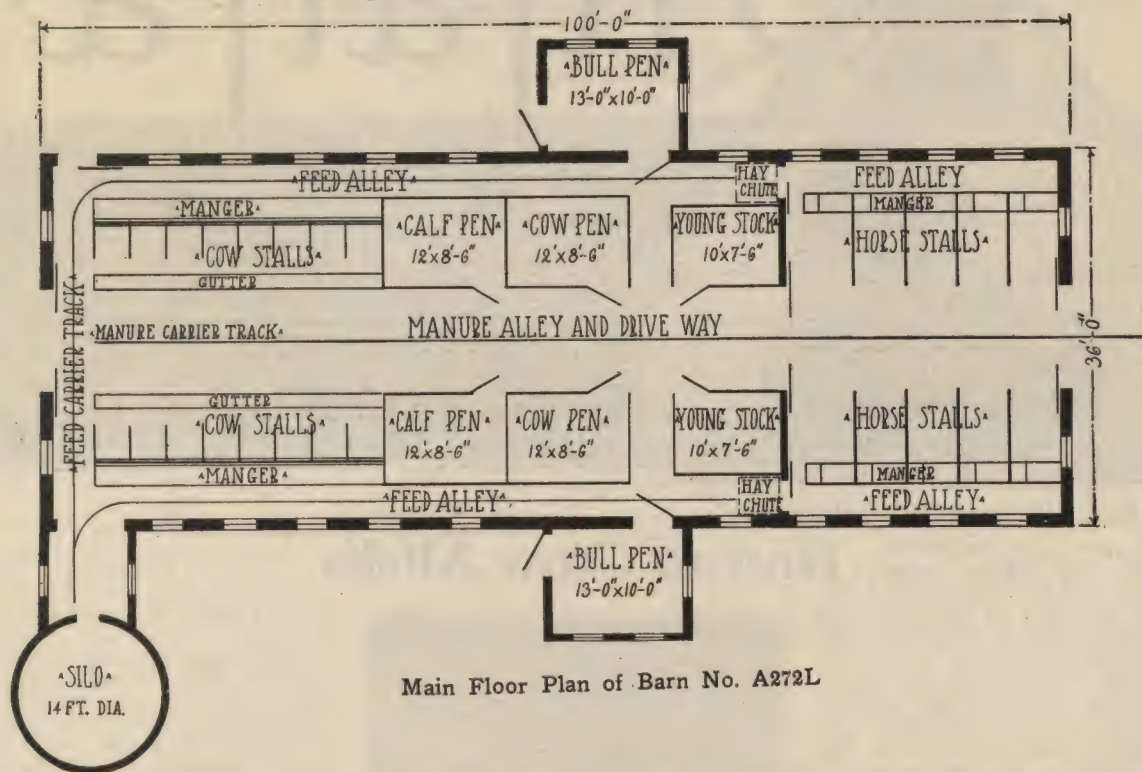 100'-0"
BULL PEN
13'-0"x10'-0"
FEED ALLEY
HAY
CHUTE
FEED ALLEY
MANGER
MANGER
CALF PEN
12'x8'-6"
COW PEN
12'x8'-6"
YOUNG STOCK
10'x7'-6"
HORSE STALLS
COW STALLS
GUTTER
FEED CARRIER TRACK
MANURE CARRIER TRACK
MANURE ALLEY AND DRIVE WAY
36'-0"
GUTTER
COW STALLS
CALF PEN
12'x8'-6"
COW PEN
12'x8'-6"
YOUNG STOCK
10'x7'-6"
HORSE STALLS
MANGER
MANGER
FEED ALLEY
HAY
CHUTE
FEED ALLEY
BULL PEN
13'-0"x10'-0"
SILO
14 FT. DIA.
Main Floor Plan of Barn No. A272L